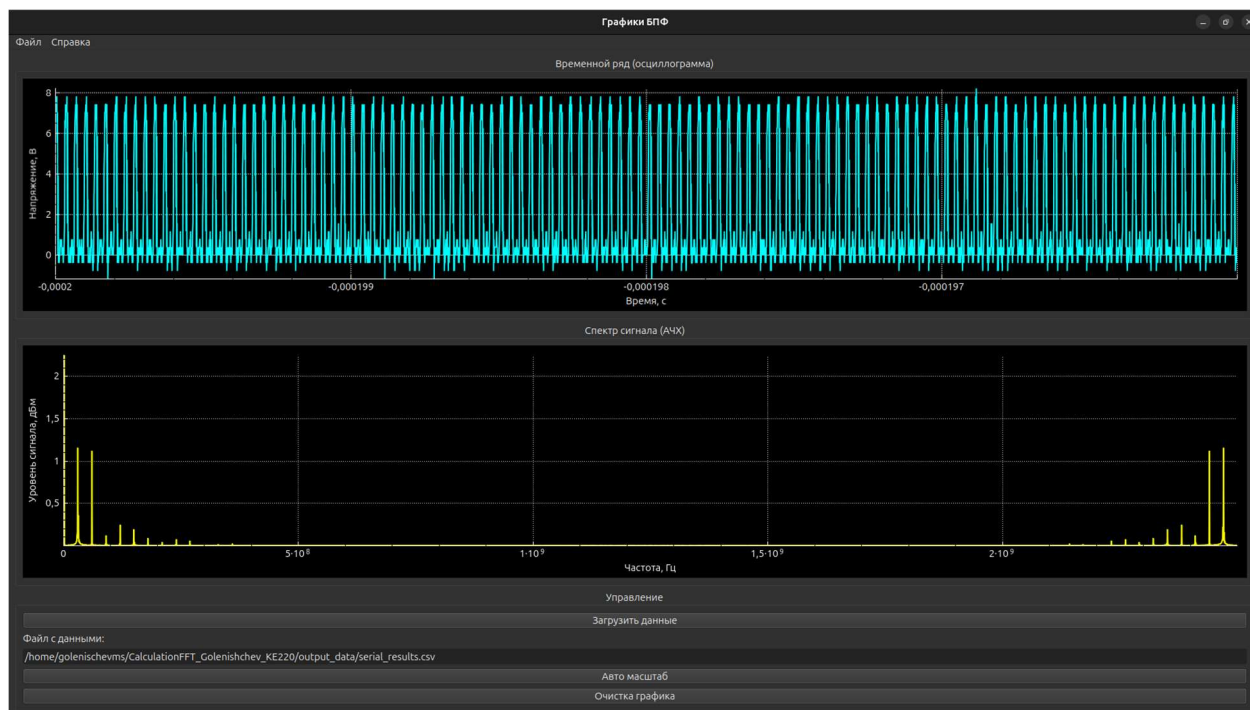 Графики БПФ
Файл Справка
Временной ряд (осциллограмма)
Напряжение, В
8
6
4
2
0
-0,0002 -0,000199 -0,000198 -0,000197
Время, с
Спектр сигнала (АЧХ)
Уровень сигнала, дБм
2
1,5
1
0,5
0 5·10⁸ 1·10⁹ 1,5·10⁹ 2·10⁹
Частота, Гц
Управление
Загрузить данные
Файл с данными:
/home/golenischevms/CalculationFFT_Golenishchev_KE220/output_data/serial_results.csv
Авто масштаб
Очистка графика